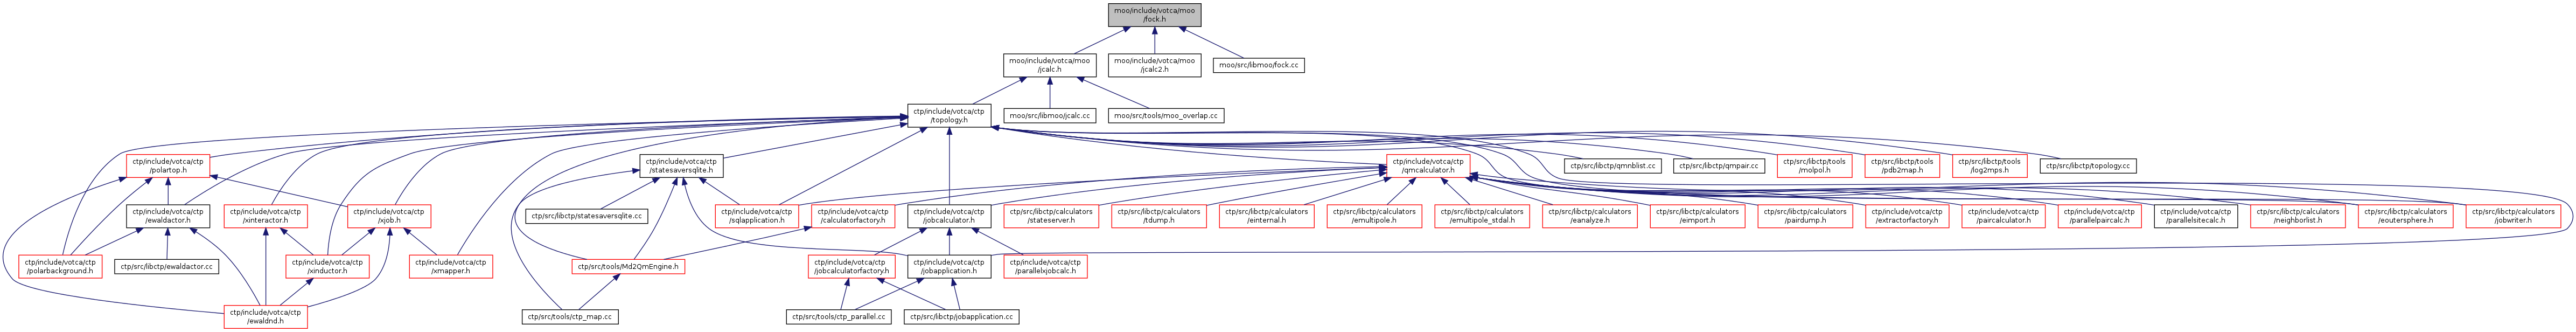 moo/include/votca/moo
/fock.h
moo/include/votca/moo
/jcalc.h
moo/include/votca/moo
/jcalc2.h
moo/src/libmoo/fock.cc
ctp/include/votca/ctp
/topology.h
moo/src/libmoo/jcalc.cc
moo/src/tools/moo_overlap.cc
ctp/include/votca/ctp
/polartop.h
ctp/include/votca/ctp
/statesaversqlite.h
ctp/include/votca/ctp
/qmcalculator.h
ctp/src/libctp/qmnblist.cc
ctp/src/libctp/qmpair.cc
ctp/src/libctp/tools
/molpol.h
ctp/src/libctp/tools
/pdb2map.h
ctp/src/libctp/tools
/log2mps.h
ctp/src/libctp/topology.cc
ctp/include/votca/ctp
/ewaldactor.h
ctp/include/votca/ctp
/xinteractor.h
ctp/include/votca/ctp
/xjob.h
ctp/src/libctp/statesaversqlite.cc
ctp/include/votca/ctp
/sqlapplication.h
ctp/include/votca/ctp
/calculatorfactory.h
ctp/include/votca/ctp
/jobcalculator.h
ctp/src/libctp/calculators
/stateserver.h
ctp/src/libctp/calculators
/tdump.h
ctp/src/libctp/calculators
/einternal.h
ctp/src/libctp/calculators
/emultipole.h
ctp/src/libctp/calculators
/emultipole_stdal.h
ctp/src/libctp/calculators
/eanalyze.h
ctp/src/libctp/calculators
/eimport.h
ctp/src/libctp/calculators
/pairdump.h
ctp/include/votca/ctp
/extractorfactory.h
ctp/include/votca/ctp
/paircalculator.h
ctp/include/votca/ctp
/parallelpaircalc.h
ctp/include/votca/ctp
/parallelsitecalc.h
ctp/src/libctp/calculators
/neighborlist.h
ctp/src/libctp/calculators
/eoutersphere.h
ctp/src/libctp/calculators
/jobwriter.h
ctp/include/votca/ctp
/polarbackground.h
ctp/src/libctp/ewaldactor.cc
ctp/include/votca/ctp
/xinductor.h
ctp/include/votca/ctp
/xmapper.h
ctp/src/tools/Md2QmEngine.h
ctp/include/votca/ctp
/jobcalculatorfactory.h
ctp/include/votca/ctp
/jobapplication.h
ctp/include/votca/ctp
/parallelxjobcalc.h
ctp/include/votca/ctp
/ewaldnd.h
ctp/src/tools/ctp_map.cc
ctp/src/tools/ctp_parallel.cc
ctp/src/libctp/jobapplication.cc